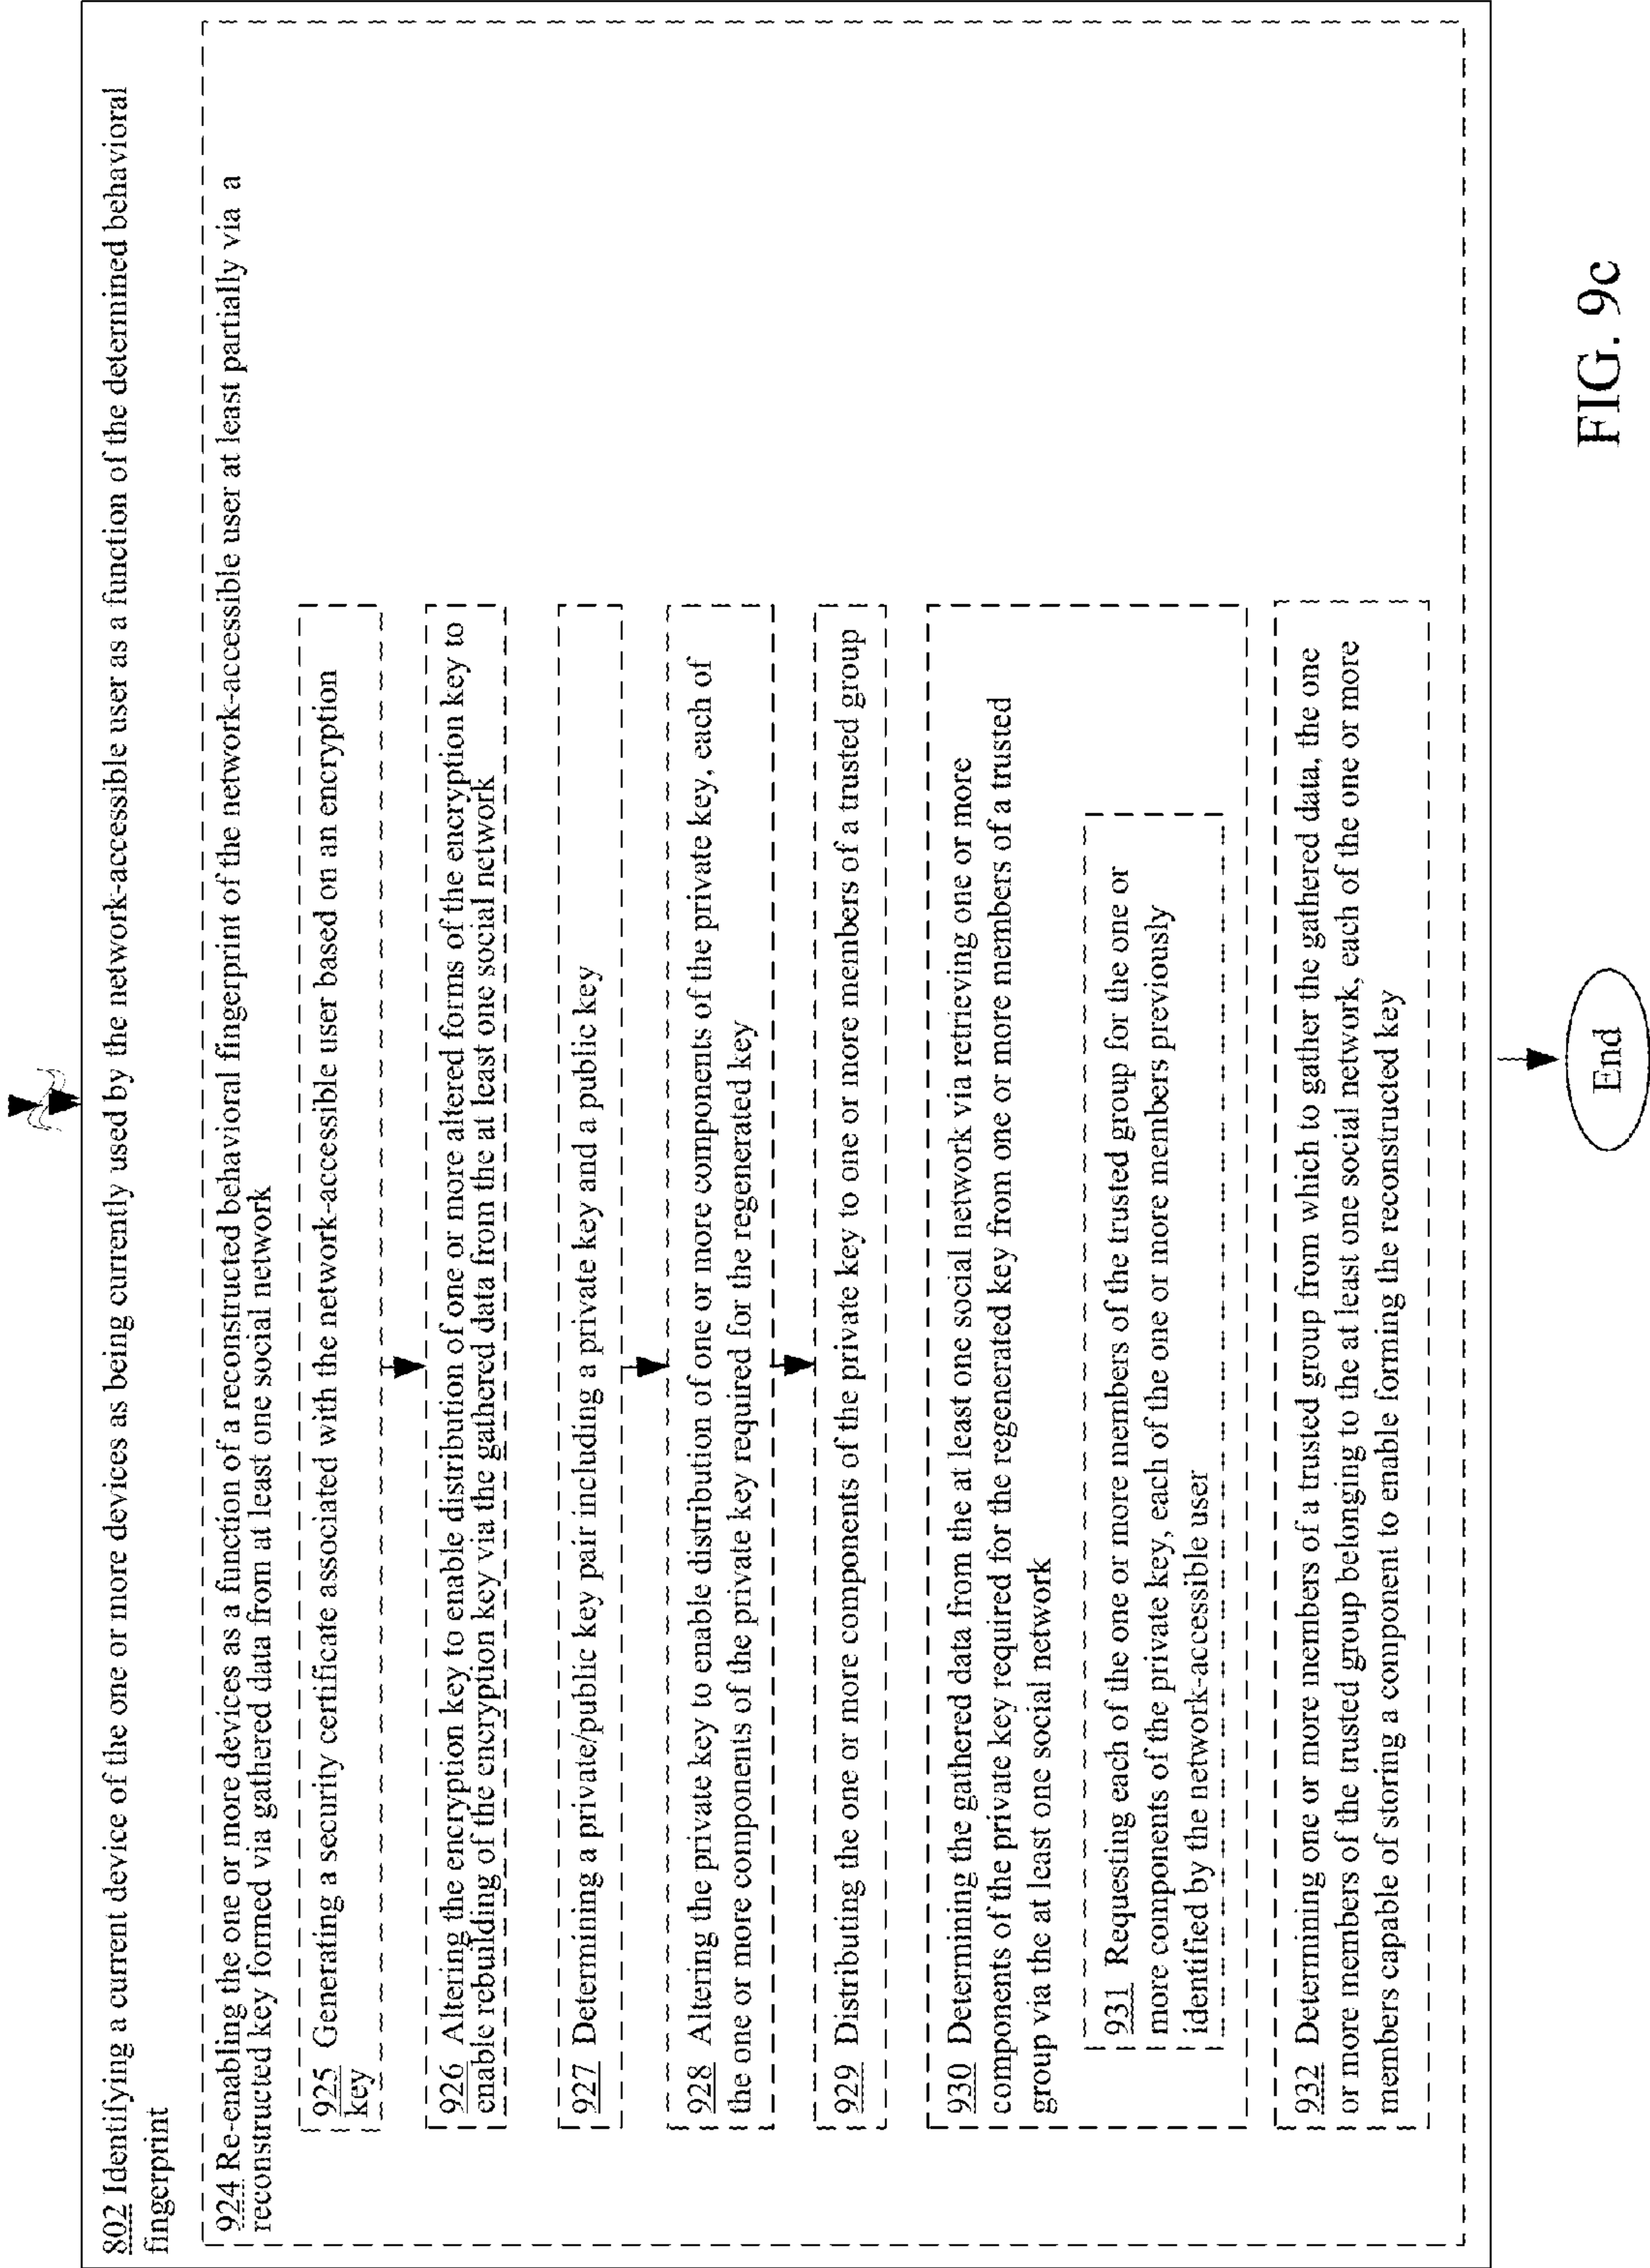 802 Identifying a current device of the one or more devices as being currently used by the network-accessible user as a function of the determined behavioral
fingerprint
924 Re-enabling the one or more devices as a function of a reconstructed behavioral fingerprint of the network-accessible user at least partially via a
reconstructed key formed via gathered data from at least one social network
925 Generating a security certificate associated with the network-accessible user based on an encryption
key
926 Altering the encryption key to enable distribution of one or more altered forms of the encryption key to
enable rebuilding of the encryption key via the gathered data from the at least one social network
927 Determining a private/public key pair including a private key and a public key
928 Altering the private key to enable distribution of one or more components of the private key, each of
the one or more components of the private key required for the regenerated key
929 Distributing the one or more components of the private key to one or more members of a trusted group
930 Determining the gathered data from the at least one social network via retrieving one or more
components of the private key required for the regenerated key from one or more members of a trusted
group via the at least one social network
931 Requesting each of the one or more members of the trusted group for the one or
more components of the private key, each of the one or more members previously
identified by the network-accessible user
932 Determining one or more members of a trusted group from which to gather the gathered data, the one
or more members of the trusted group belonging to the at least one social network, each of the one or more
members capable of storing a component to enable forming the reconstructed key
End
FIG. 9c